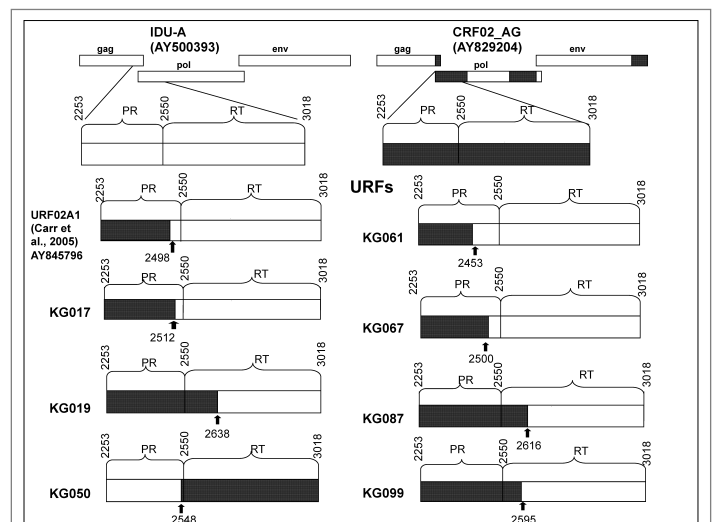 IDU-A
(AY500393)
gag
env
pol
2253
2550
3018
PR
RT
CRF02_AG
(AY829204)
gag
env
pol
2253
2550
3018
PR
RT
URFs
URF02A1
(Carr et
al., 2005)
AY845796
2253
2550
3018
PR
RT
2498
KG017
2253
2550
3018
PR
RT
2512
KG019
2253
2550
3018
PR
RT
2638
KG050
2253
2550
3018
PR
RT
2548
KG061
2253
2550
3018
PR
RT
2453
KG067
2253
2550
3018
PR
RT
2500
KG087
2253
2550
3018
PR
RT
2616
KG099
2253
2550
3018
PR
RT
2595